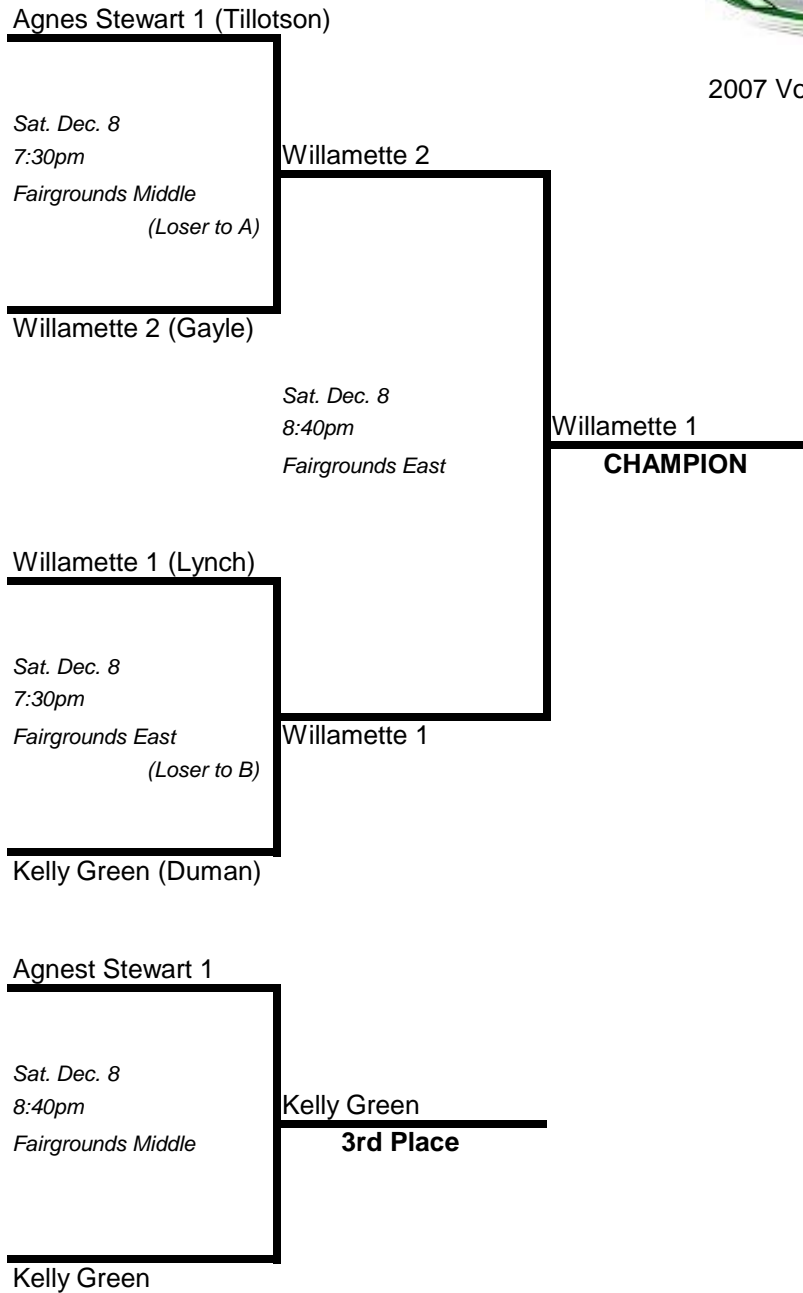 Agnes Stewart 1 (Tillotson)
2007
Sat. Dec. 8
7:30pm
Willamette 2
Fairgrounds Middle
(Loser to A)
Willamette 2 (Gayle)
Sat. Dec. 8
8:40pm
Willamette 1
Fairgrounds East
CHAMPION
Willamette 1 (Lynch)
Sat. Dec. 8
7:30pm
Fairgrounds East
Willamette 1
(Loser to B)
Kelly Green (Duman)
Agnest Stewart 1
Sat. Dec. 8
8:40pm
Kelly Green
Fairgrounds Middle
3rd Place
Kelly Green